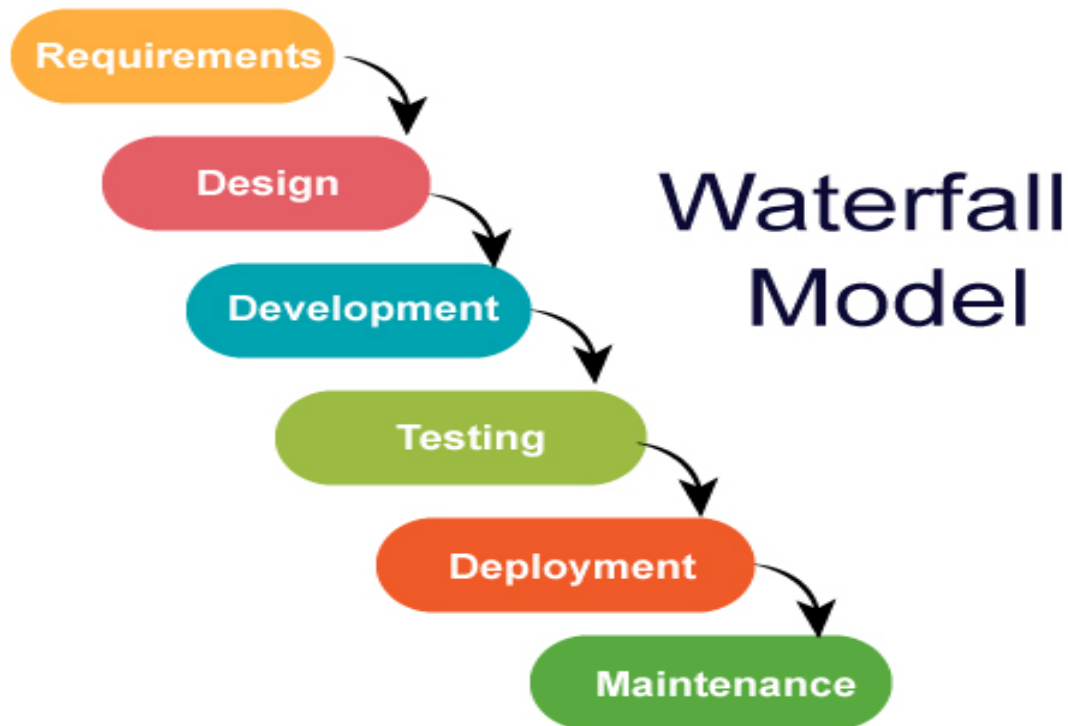 Requirements
Design
Waterfall
Model
Development
Testing
Deployment
Maintenance